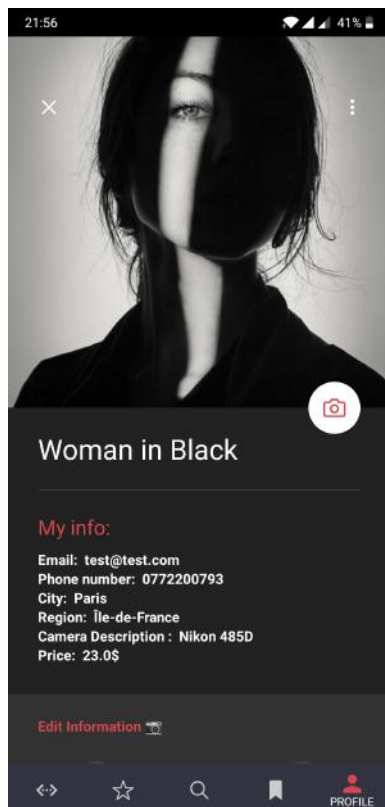 21:56
41%
Woman in Black
My info:
Email: test@test.com
Phone number: 0772200793
City: Paris
Region: Île-de-France
Camera Description : Nikon 485D
Price: 23.0$
Edit Information 📷
PROFILE